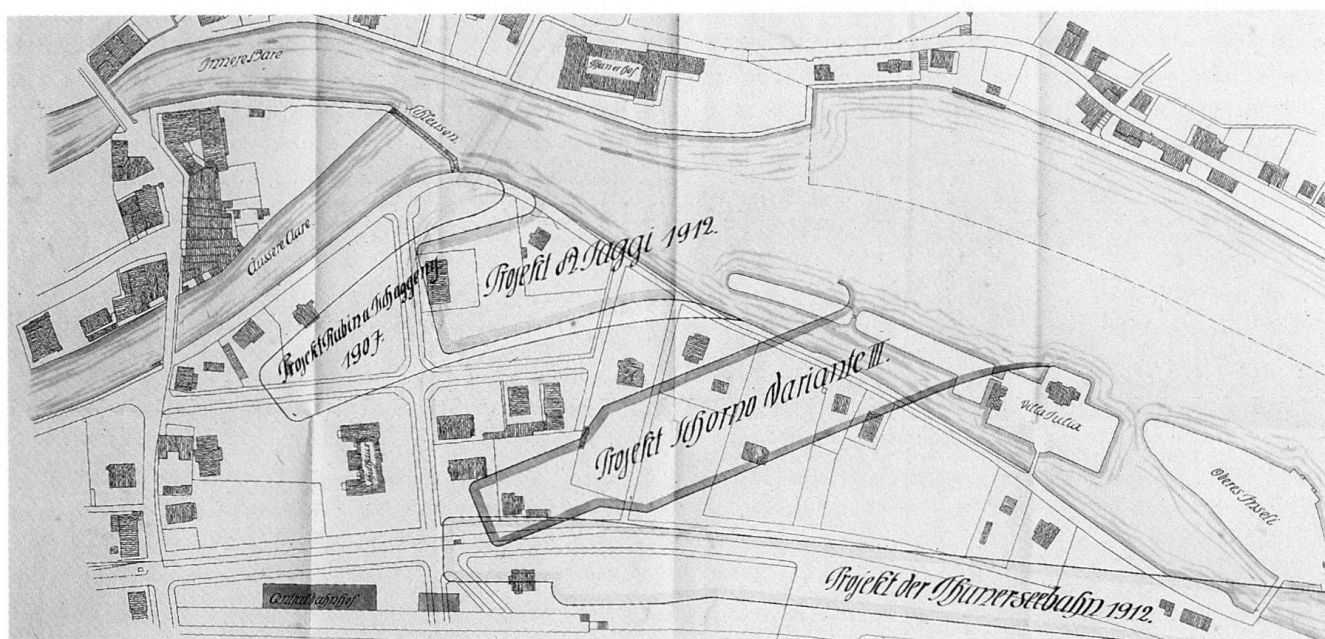 Innere Aare
Thunerhof
Schleusen
Äussere Aare
Projekt A. Jaggi 1912.
Projekt Rubin u. Schaggeny
1907.
Projekt Schorno Variante III.
Villa Julia
Oberes Inseli
Projekt der Thunerseebahn 1912.
Centralbahnhof